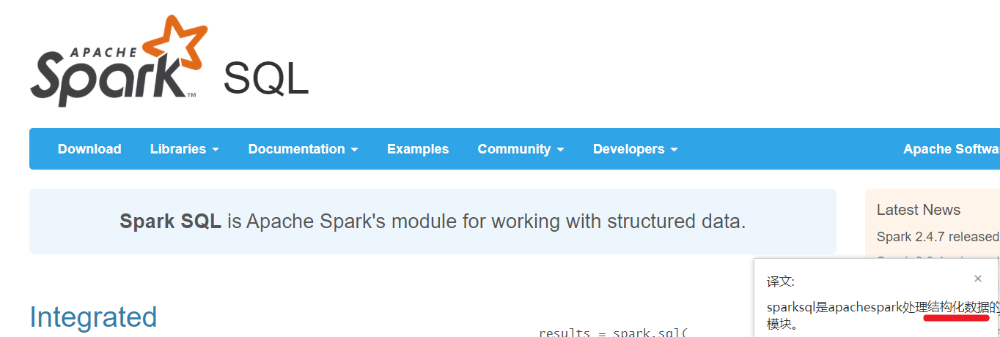 APACHE
Spark™ SQL
Download Libraries Documentation Examples Community Developers Apache Softwa
Spark SQL is Apache Spark's module for working with structured data.
Latest News
Spark 2.4.7 released
译文:
sparksql是apachespark处理结构化数据的
模块。
Integrated
results = spark.sql(